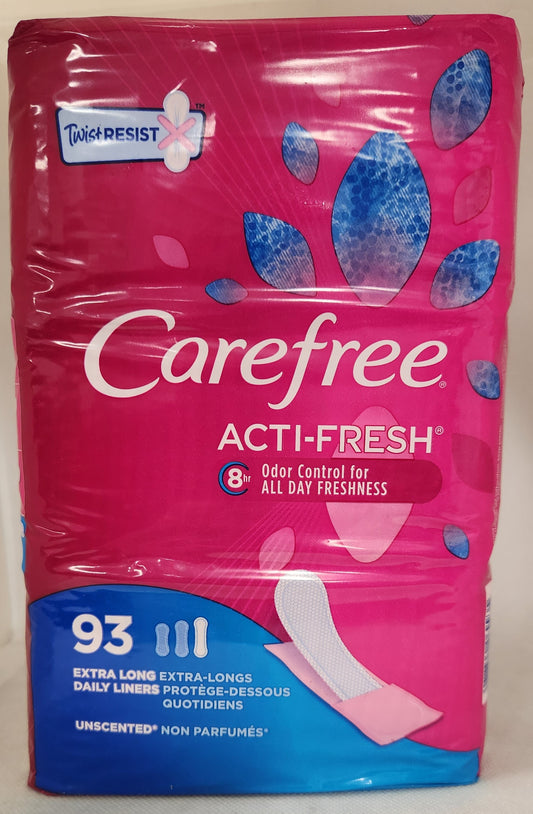 TwistRESIST™
Carefree®
ACTI-FRESH®
8hr
Odor Control for
ALL DAY FRESHNESS
93
EXTRA LONG EXTRA-LONGS
DAILY LINERS PROTÈGE-DESSOUS
QUOTIDIENS
UNSCENTED* NON PARFUMÉS*